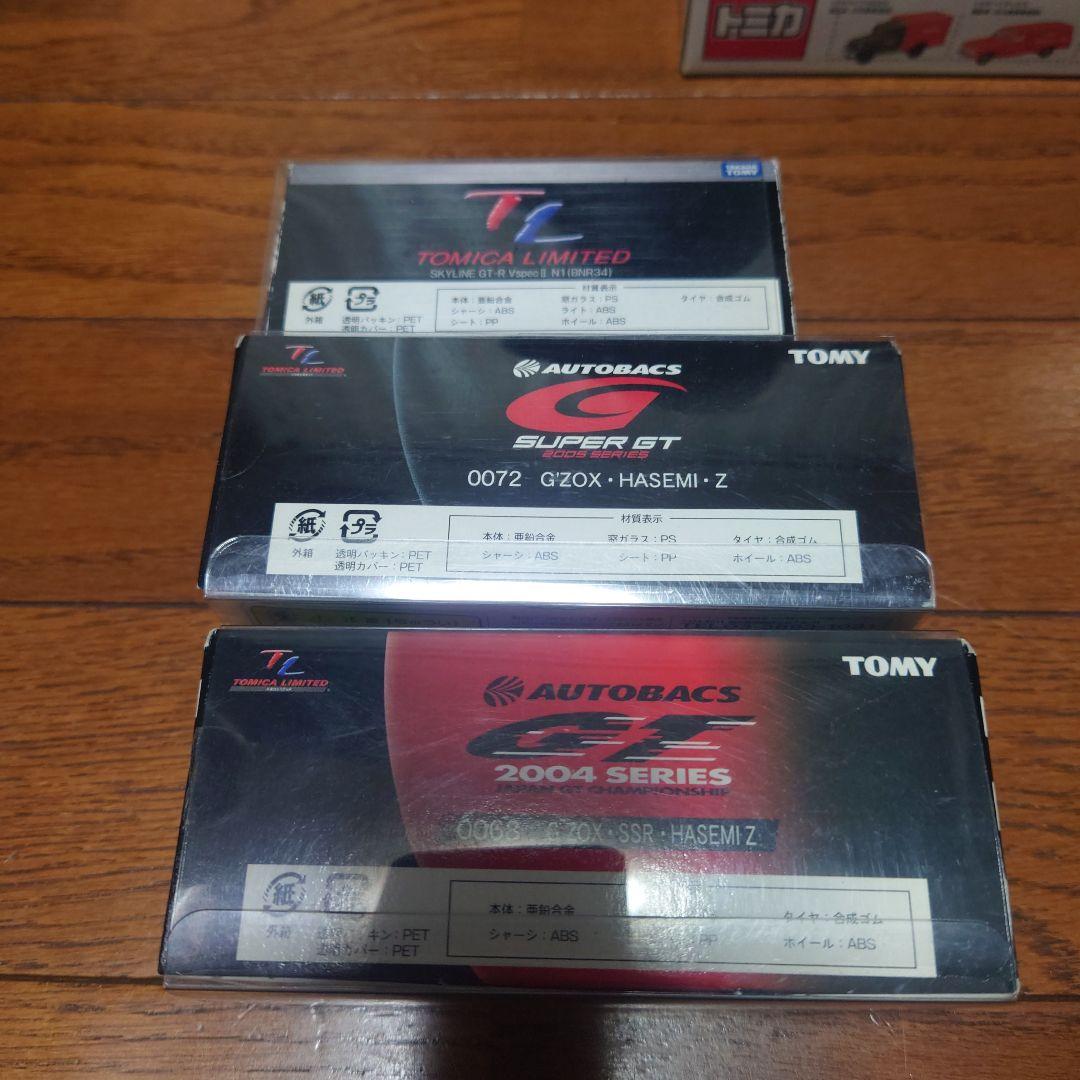 トミカ
TAKARA
TOMY
TL
TOMICA LIMITED
SKYLINE GT-R VspecⅡ N1(BNR34)
紙
外箱
プラ
透明パッキン:PET
透明カバー:PET
材質表示
本体:亜鉛合金
窓ガラス:PS
タイヤ:合成ゴム
シャーシ:ABS
ライト:ABS
シート:PP
ホイール:ABS
TL
TOMICA LIMITED
AUTOBACS
TOMY
SUPER GT
2005 SERIES
0072 G'ZOX・HASEMI・Z
紙
外箱
プラ
透明パッキン:PET
透明カバー:PET
材質表示
本体:亜鉛合金
窓ガラス:PS
タイヤ:合成ゴム
シャーシ:ABS
シート:PP
ホイール:ABS
TL
TOMICA LIMITED
AUTOBACS
TOMY
GT
2004 SERIES
JAPAN GT CHAMPIONSHIP
0068 G'ZOX・SSR・HASEMI Z
紙
外箱
透明パッキン:PET
透明カバー:PET
本体:亜鉛合金
タイヤ:合成ゴム
シャーシ:ABS
PP
ホイール:ABS